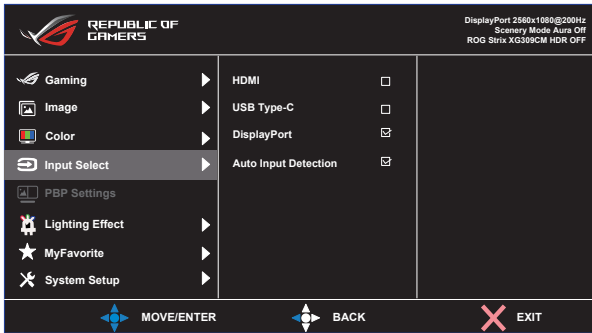 REPUBLIC OF
GAMERS
DisplayPort 2560x1080@200Hz
Scenery Mode Aura Off
ROG Strix XG309CM HDR OFF
Gaming
Image
Color
Input Select
PBP Settings
Lighting Effect
MyFavorite
System Setup
HDMI
USB Type-C
DisplayPort
Auto Input Detection
MOVE/ENTER
BACK
EXIT